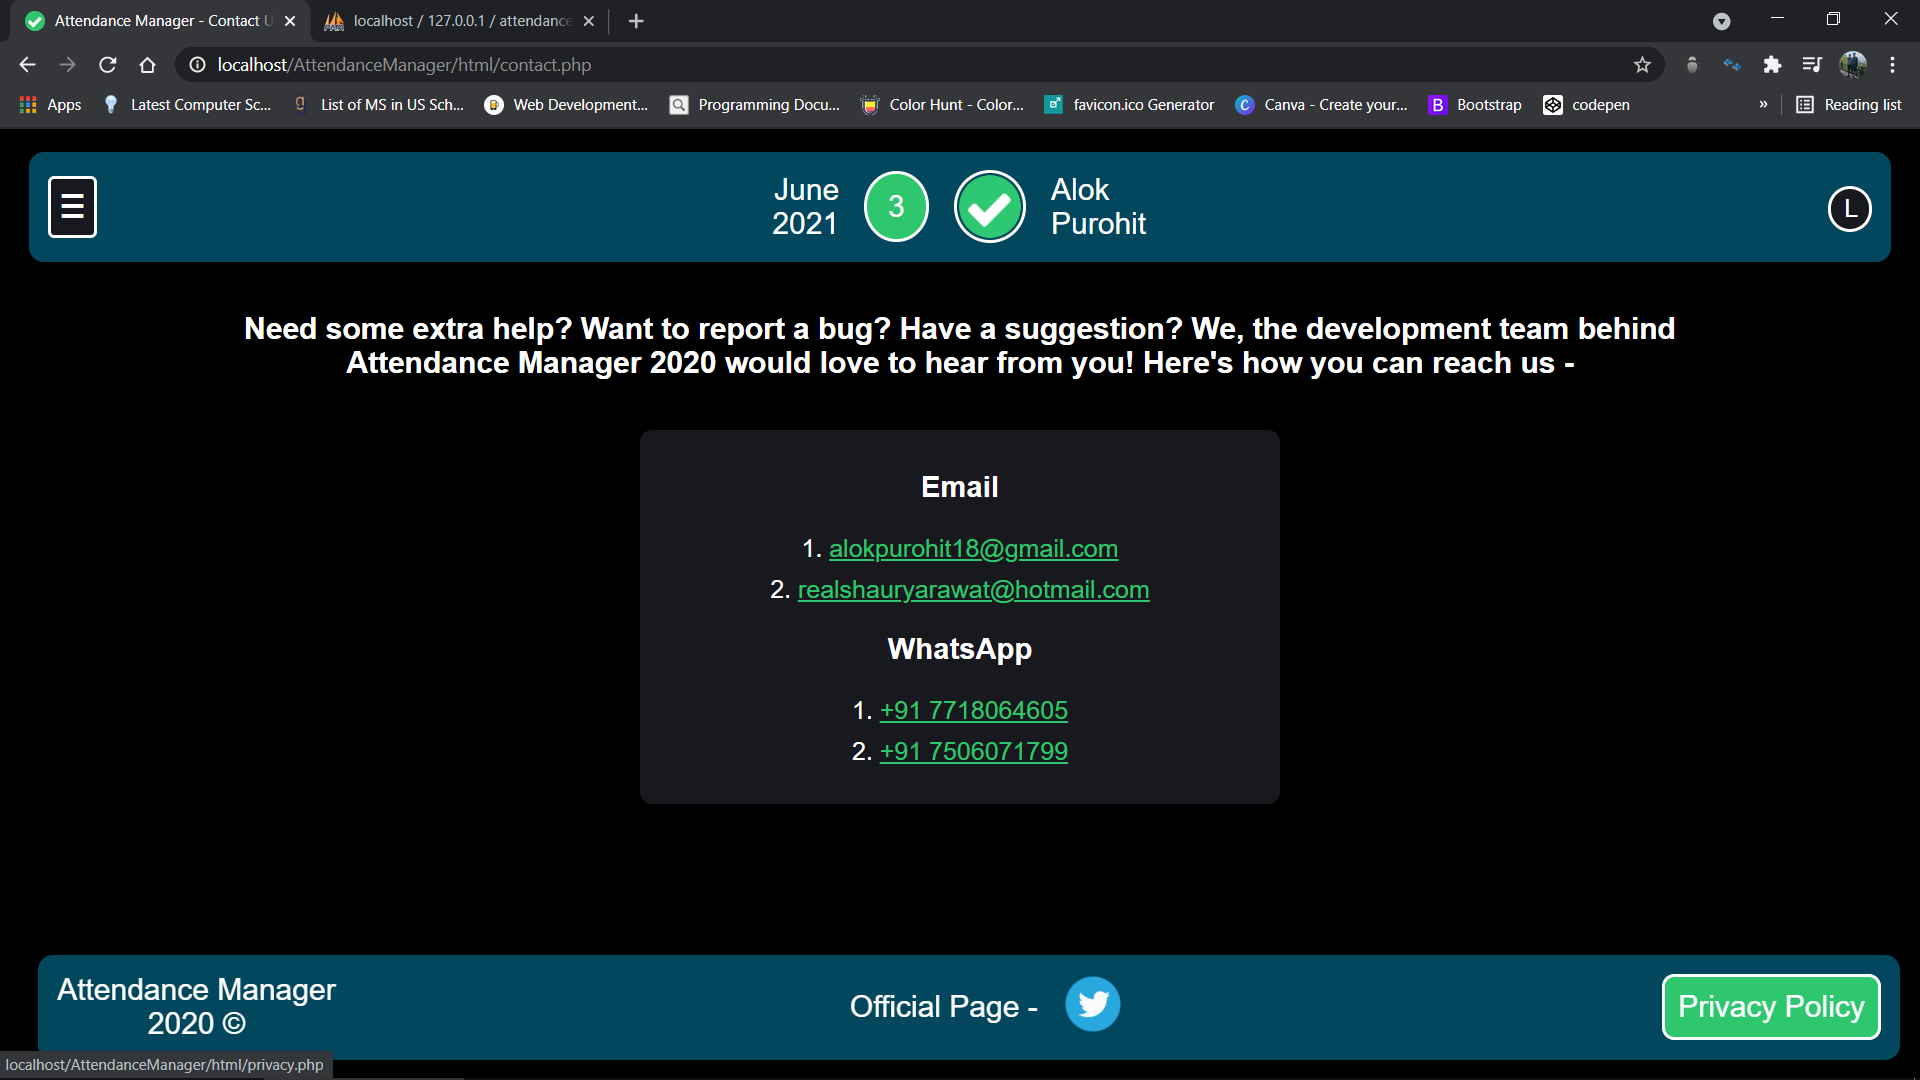 Attendance Manager - Contact U
localhost / 127.0.0.1 / attendance
localhost/AttendanceManager/html/contact.php
Apps
Latest Computer Sc...
List of MS in US Sch...
Web Development...
Programming Docu...
Color Hunt - Color...
favicon.ico Generator
Canva - Create your...
Bootstrap
codepen
»
Reading list
June
2021
3
Alok
Purohit
L
Need some extra help? Want to report a bug? Have a suggestion? We, the development team behind
Attendance Manager 2020 would love to hear from you! Here's how you can reach us -
Email
1. alokpurohit18@gmail.com
2. realshauryarawat@hotmail.com
WhatsApp
1. +91 7718064605
2. +91 7506071799
Attendance Manager
2020 ©
Official Page -
Privacy Policy
localhost/AttendanceManager/html/privacy.php